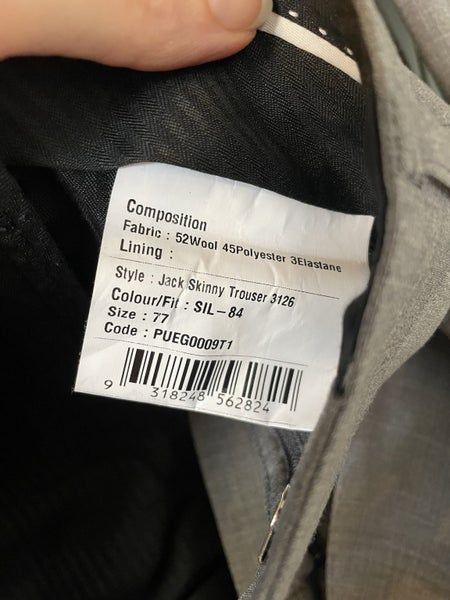 Composition
Fabric : 52Wool 45Polyester 3Elastane
Lining :
Style : Jack Skinny Trouser 3126
Colour/Fit : SIL-84
Size : 77
Code : PUEG0009T1
9 318248 562824